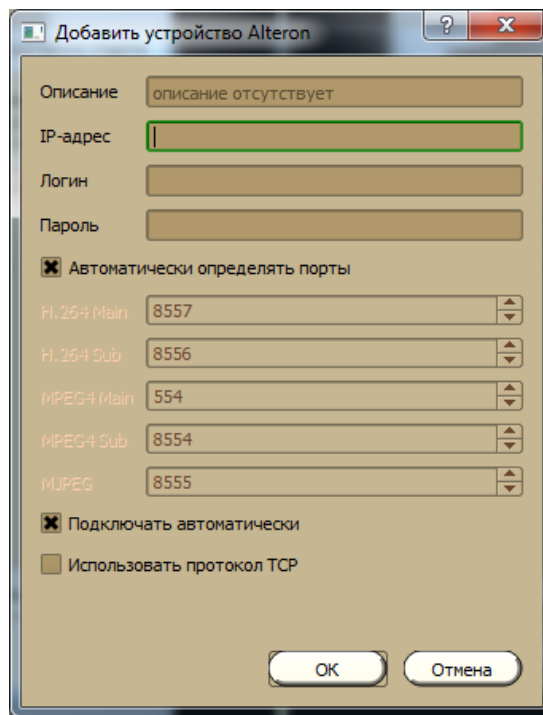 Добавить устройство Alteron
Описание описание отсутствует
IP-адрес
Логин
Пароль
Автоматически определять порты
H.264 Main 8557
H.264 Sub 8556
MPEG4 Main 554
MPEG4 Sub 8554
MJPEG 8555
Подключать автоматически
Использовать протокол TCP
OK Отмена